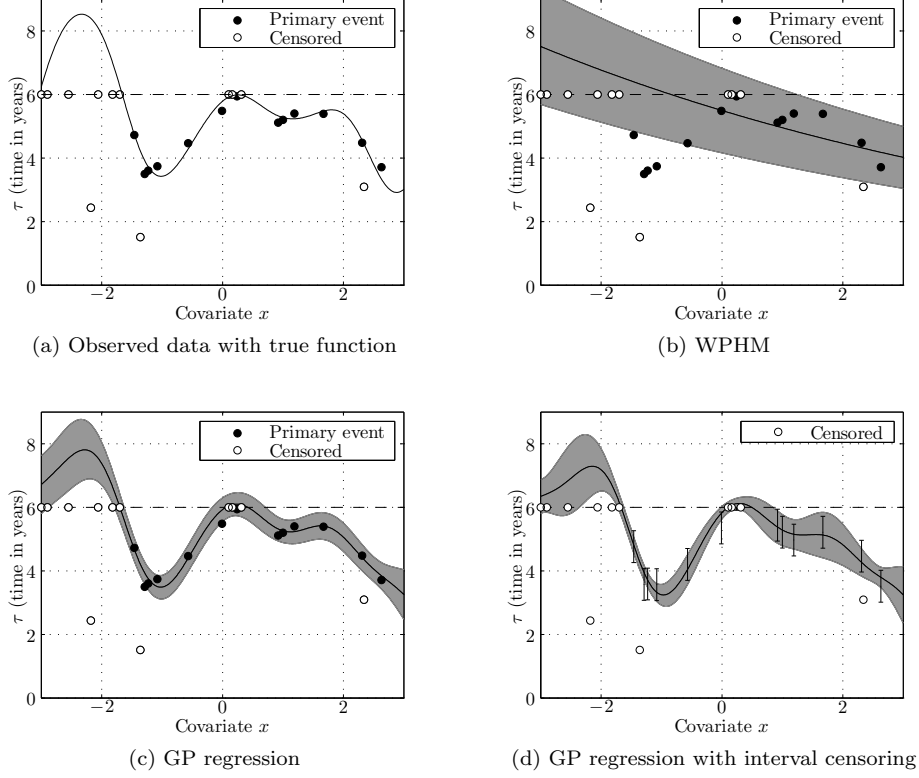 Primary event
Censored
8
6
4
2
0
τ (time in years)
−2
0
2
Covariate x
(a) Observed data with true function
Primary event
Censored
8
6
4
2
0
τ (time in years)
−2
0
2
Covariate x
(b) WPHM
Primary event
Censored
8
6
4
2
0
τ (time in years)
−2
0
2
Covariate x
(c) GP regression
Censored
8
6
4
2
0
τ (time in years)
−2
0
2
Covariate x
(d) GP regression with interval censoring